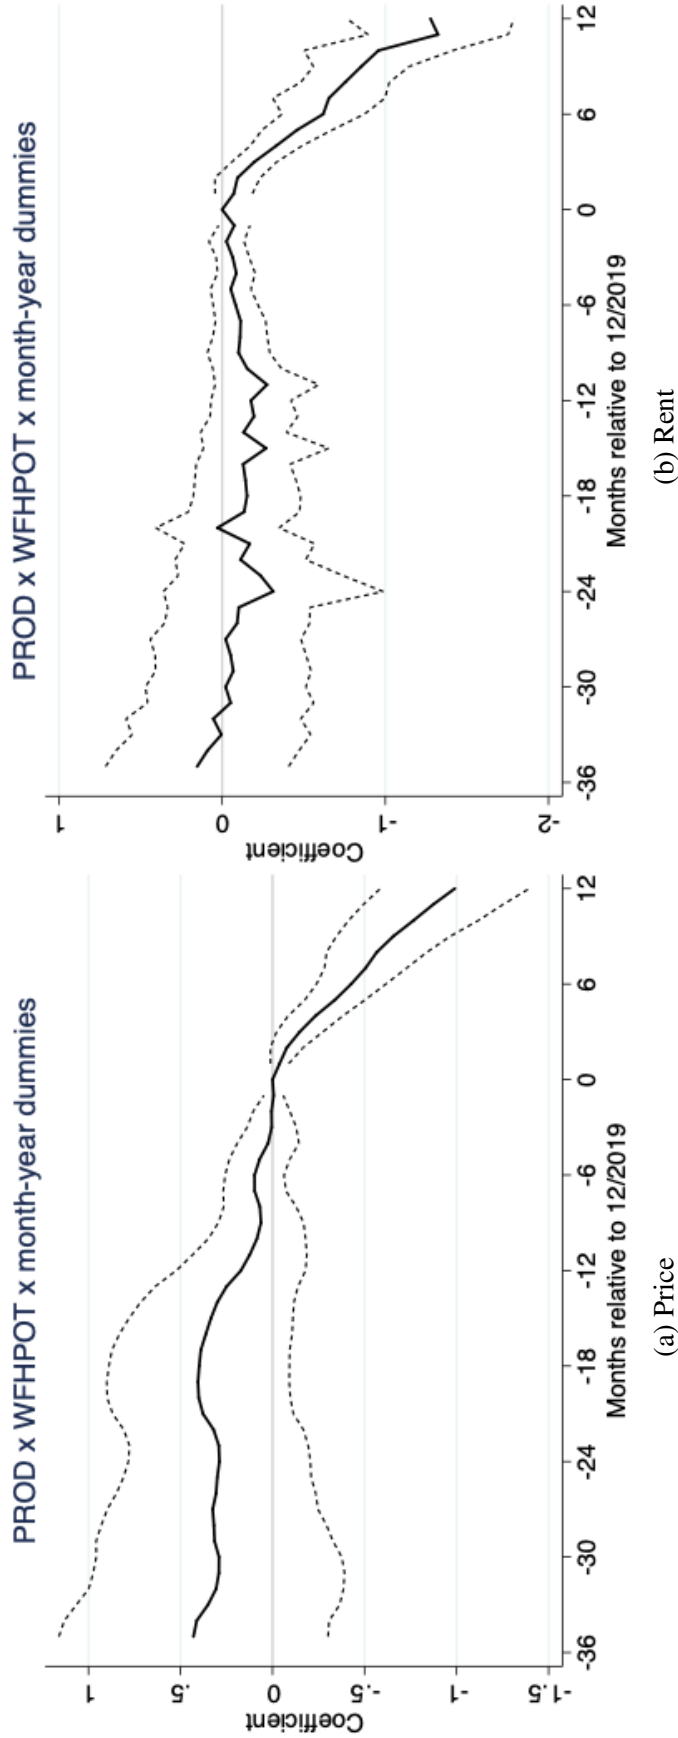 PROD x WFHPOT x month-year dummies
Coefficient
1
.5
0
-.5
-1
-1.5
-36 -30 -24 -18 -12 -6 0 6 12
Months relative to 12/2019
(a) Price
PROD x WFHPOT x month-year dummies
Coefficient
1
0
-1
-2
-36 -30 -24 -18 -12 -6 0 6 12
Months relative to 12/2019
(b) Rent